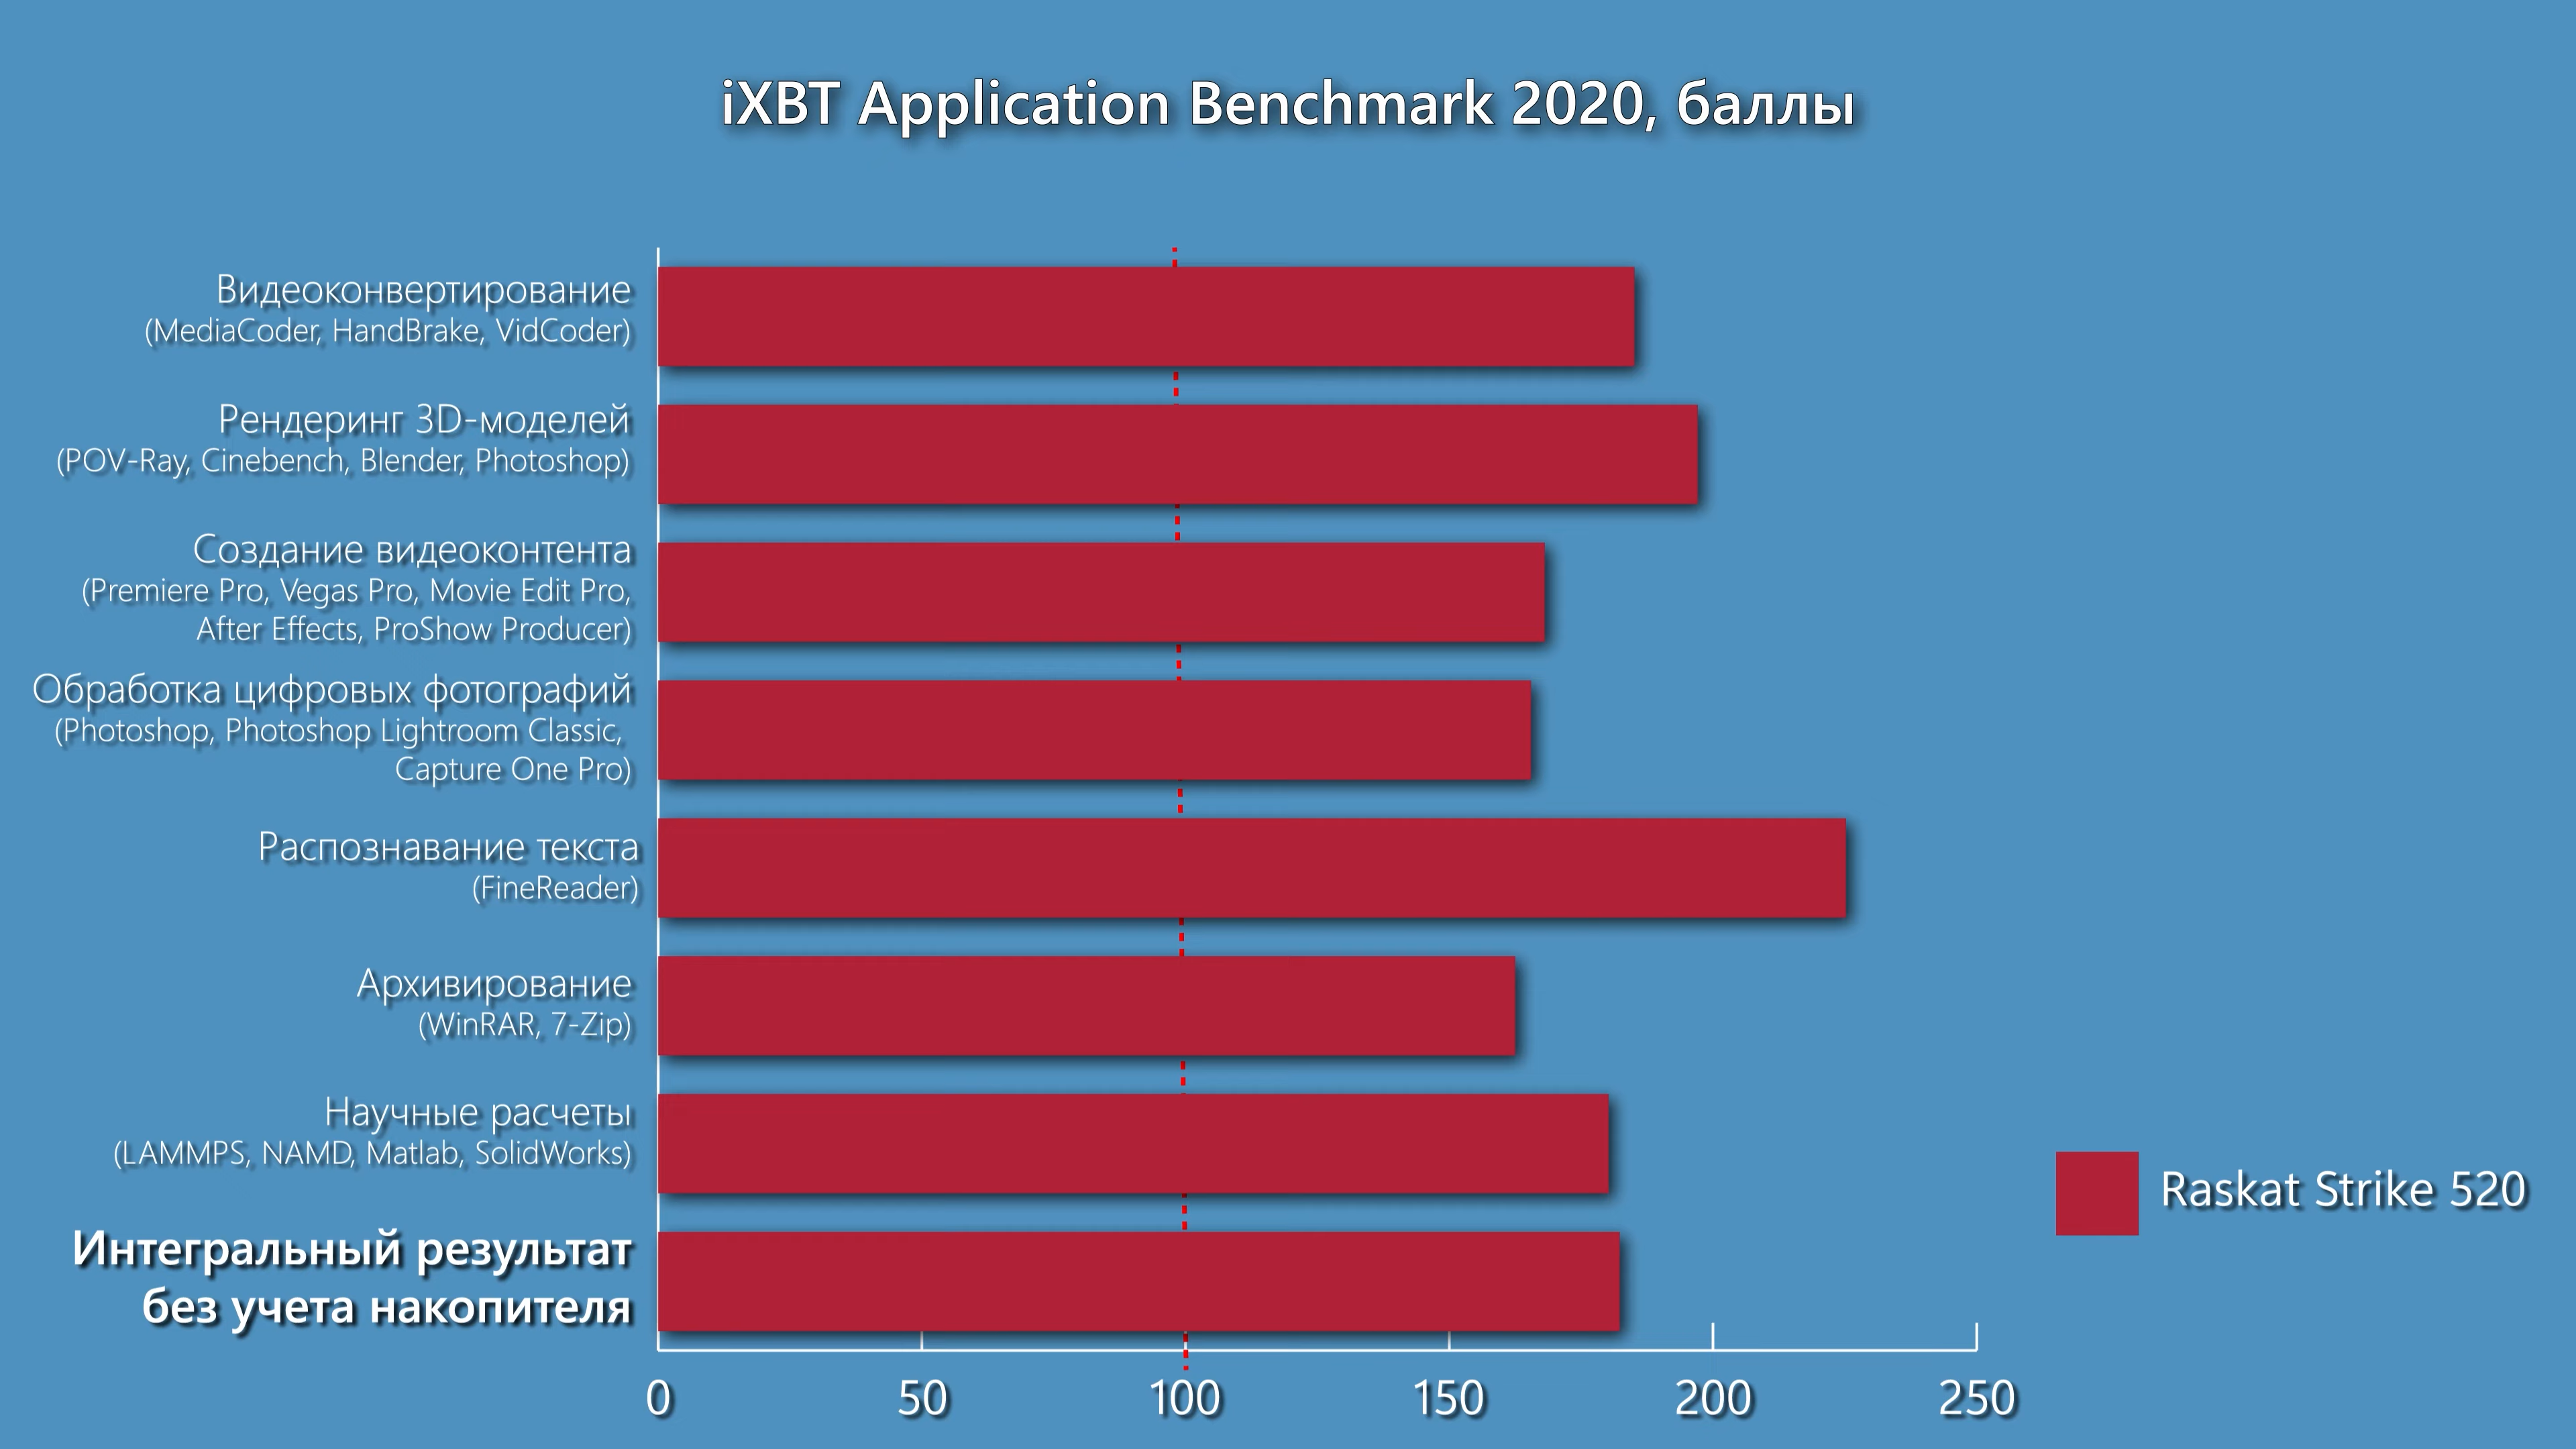 iXBT Application Benchmark 2020, баллы
Видеоконвертирование
(MediaCoder, HandBrake, VidCoder)
Рендеринг 3D-моделей
(POV-Ray, Cinebench, Blender, Photoshop)
Создание видеоконтента
(Premiere Pro, Vegas Pro, Movie Edit Pro,
After Effects, ProShow Producer)
Обработка цифровых фотографий
(Photoshop, Photoshop Lightroom Classic,
Capture One Pro)
Распознавание текста
(FineReader)
Архивирование
(WinRAR, 7-Zip)
Научные расчеты
(LAMMPS, NAMD, Matlab, SolidWorks)
Интегральный результат
без учета накопителя
0 50 100 150 200 250
Raskat Strike 520